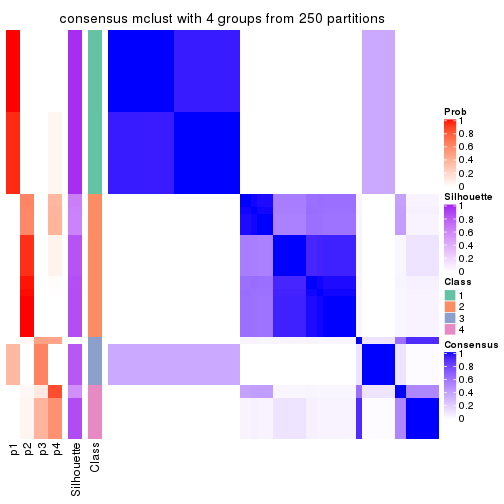 consensus mclust with 4 groups from 250 partitions
Prob
1
0.8
0.6
0.4
0.2
0
Silhouette
1
0.8
0.6
0.4
0.2
0
Class
1
2
3
4
Consensus
1
0.8
0.6
0.4
0.2
0
p1
p2
p3
p4
Silhouette
Class